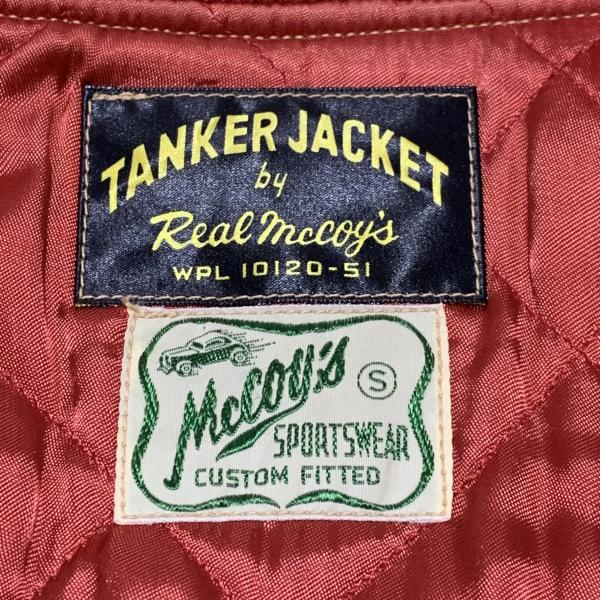 TANKER JACKET
by
Real McCoy's
WPL 10120-51
McCoy's
S
SPORTSWEAR
CUSTOM FITTED